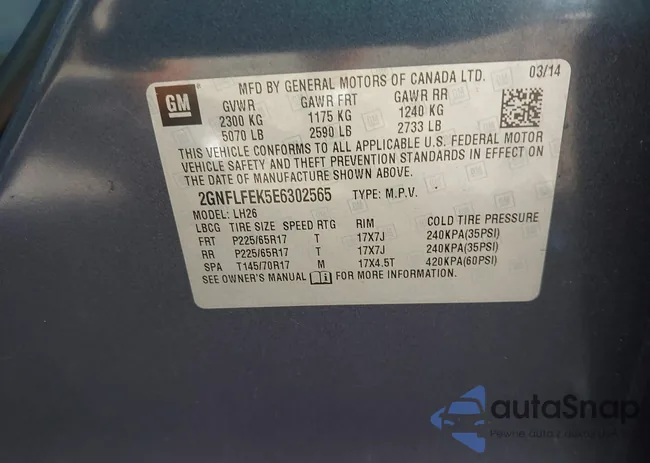 MFD BY GENERAL MOTORS OF CANADA LTD. 03/14
GM
GVWR GAWR FRT GAWR RR
2300 KG 1175 KG 1240 KG
5070 LB 2590 LB 2733 LB
THIS VEHICLE CONFORMS TO ALL APPLICABLE U.S. FEDERAL MOTOR
VEHICLE SAFETY AND THEFT PREVENTION STANDARDS IN EFFECT ON
THE DATE OF MANUFACTURE SHOWN ABOVE.
2GNFLFEK5E6302565 TYPE: M.P.V.
MODEL: LH26
LBCG TIRE SIZE SPEED RTG RIM COLD TIRE PRESSURE
FRT P225/65R17 T 17X7J 240KPA(35PSI)
RR P225/65R17 T 17X7J 240KPA(35PSI)
SPA T145/70R17 M 17X4.5T 420KPA(60PSI)
SEE OWNER'S MANUAL FOR MORE INFORMATION.
autaSnap
Pewne auta z